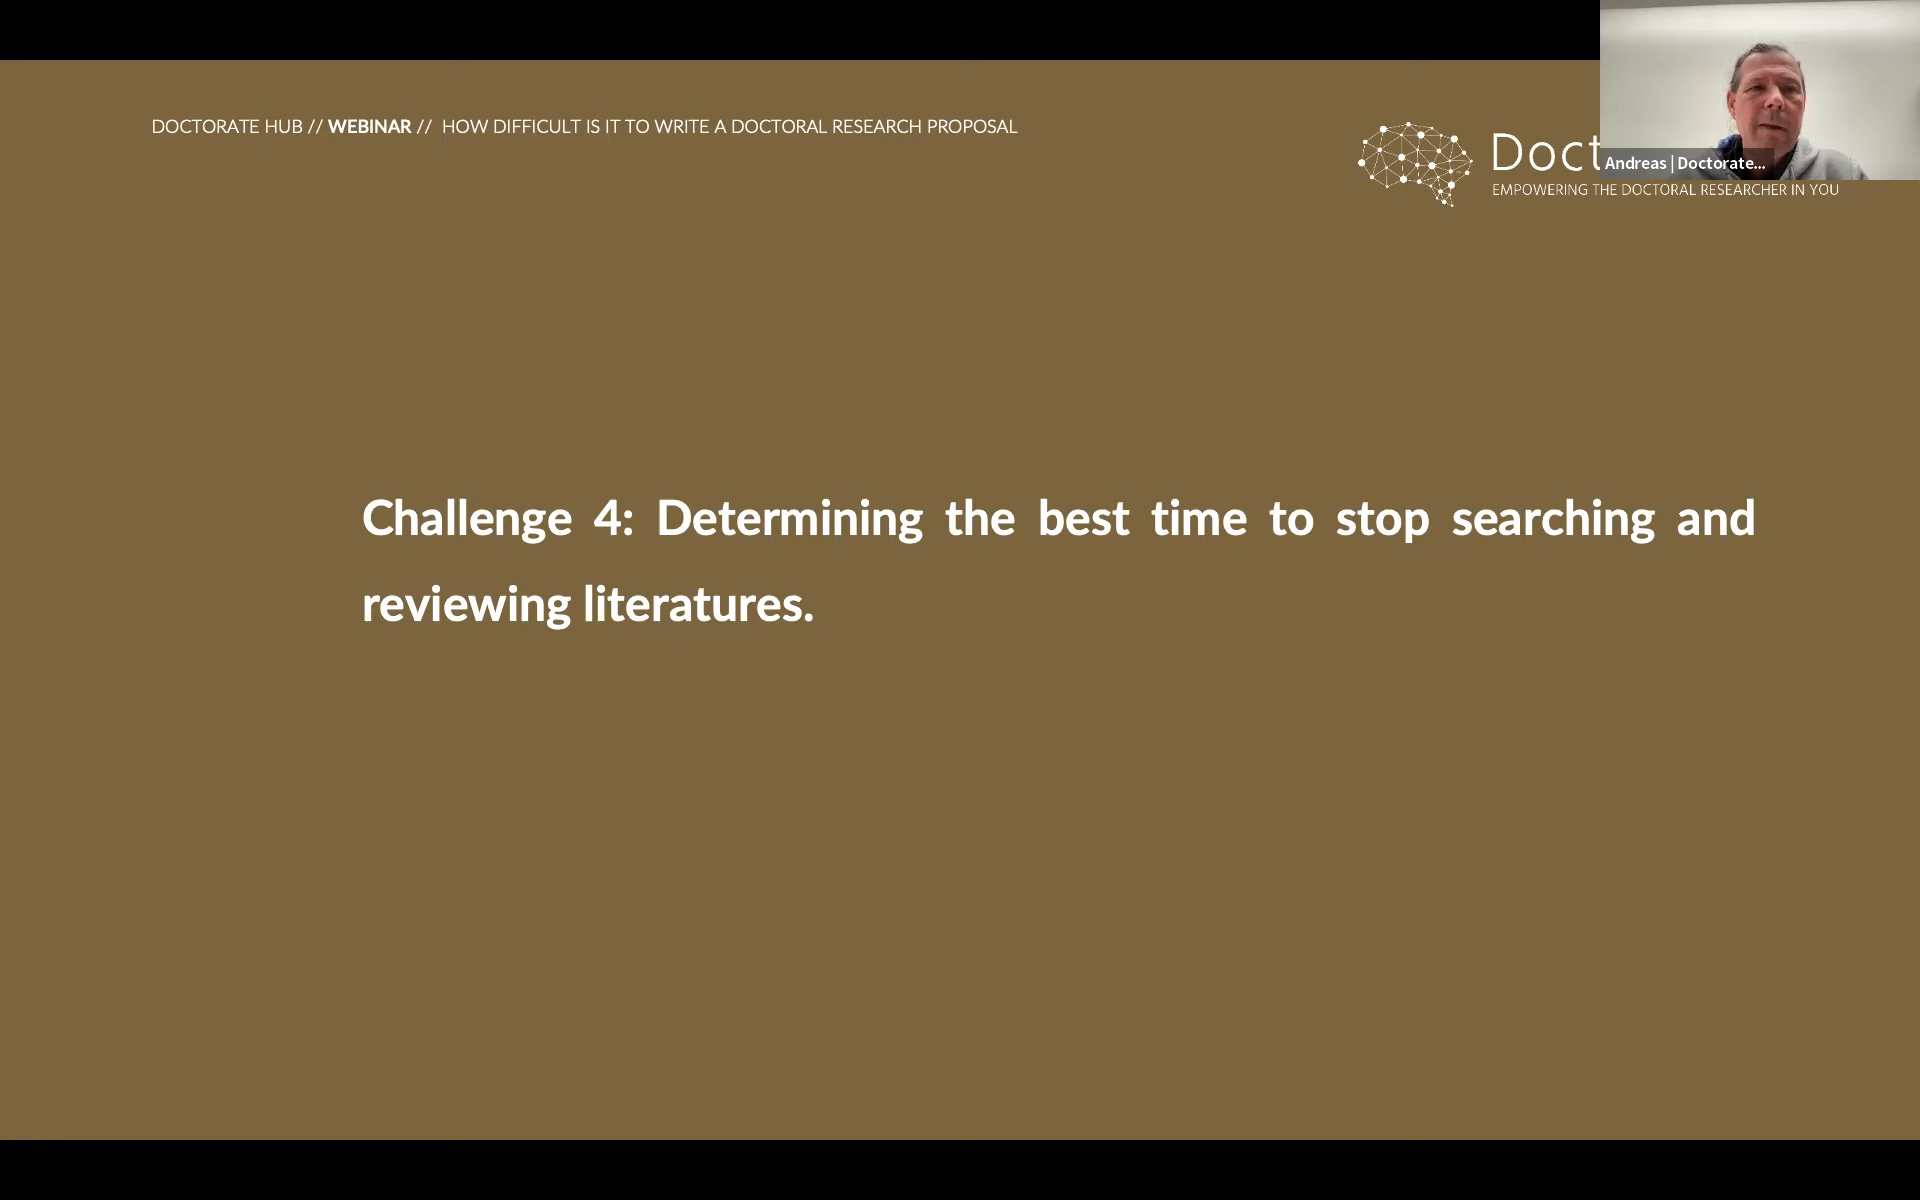 DOCTORATE HUB // WEBINAR // HOW DIFFICULT IS IT TO WRITE A DOCTORAL RESEARCH PROPOSAL
Doct
Andreas | Doctorate...
EMPOWERING THE DOCTORAL RESEARCHER IN YOU
Challenge 4: Determining the best time to stop searching and
reviewing literatures.